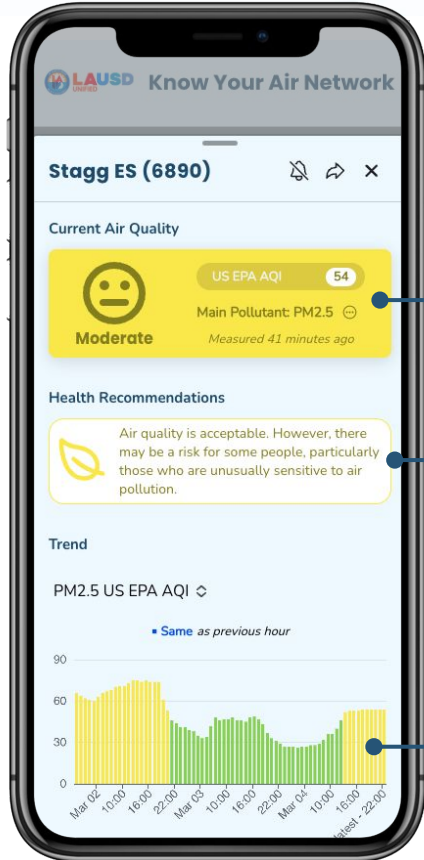 LAUSD
UNIFIED
Know Your Air Network
Stagg ES (6890)
Current Air Quality
US EPA AQI 54
Main Pollutant: PM2.5
Moderate
Measured 41 minutes ago
Health Recommendations
Air quality is acceptable. However, there
may be a risk for some people, particularly
those who are unusually sensitive to air
pollution.
Trend
PM2.5 US EPA AQI
Same as previous hour
90
60
30
0
Mar 02 10:00 16:00 22:00 Mar 03 10:00 16:00 22:00 Mar 04 10:00 16:00 latest - 22:00